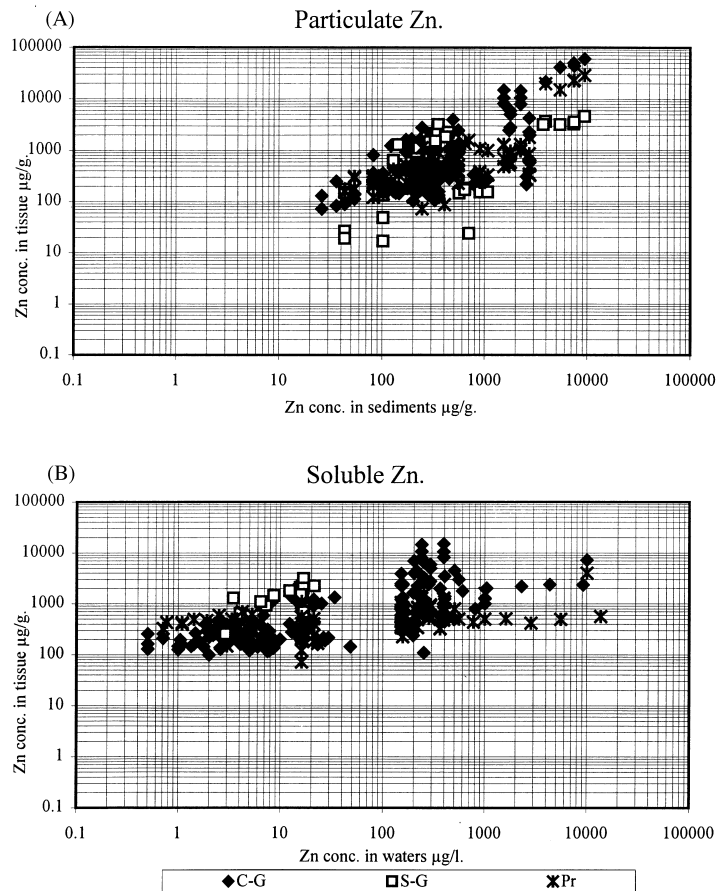 (A)
Particulate Zn.
Zn conc. in tissue µg/g.
100000
10000
1000
100
10
1
0.1
0.1 1 10 100 1000 10000 100000
Zn conc. in sediments µg/g.
(B)
Soluble Zn.
Zn conc. in tissue µg/g.
100000
10000
1000
100
10
1
0.1
0.1 1 10 100 1000 10000 100000
Zn conc. in waters µg/l.
C-G S-G Pr